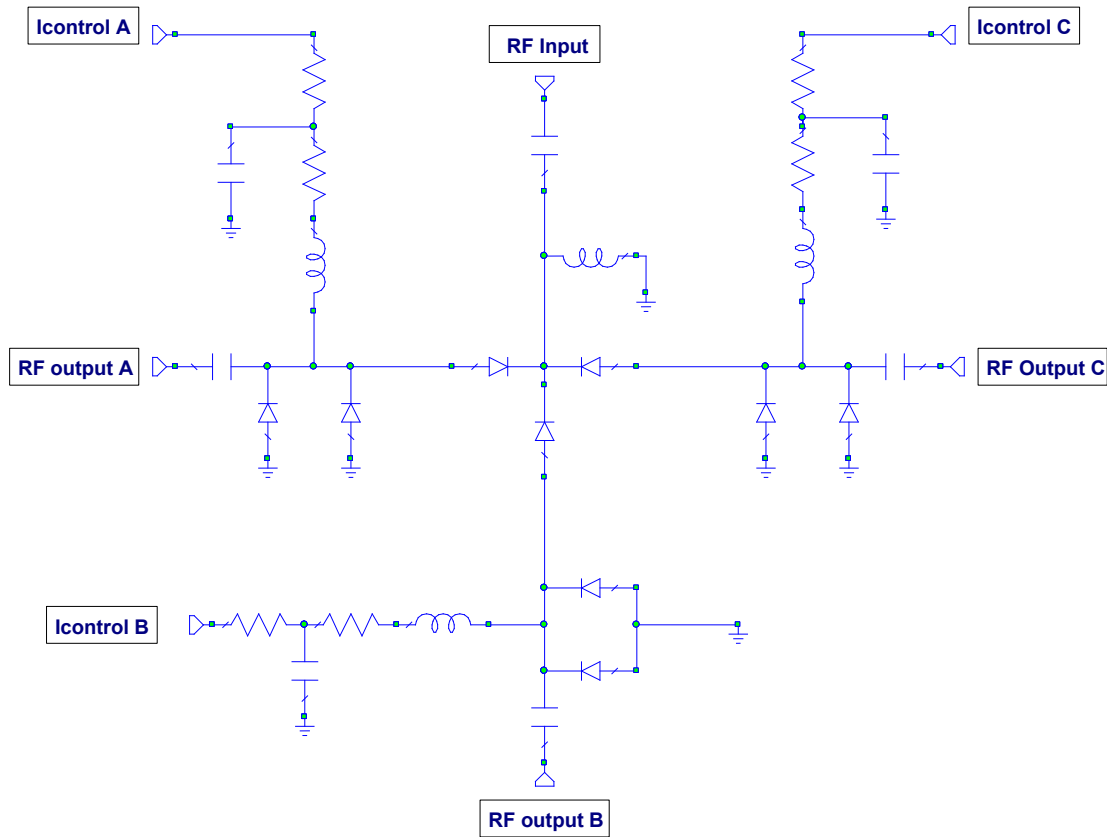 Icontrol A
RF Input
Icontrol C
RF output A
RF Output C
Icontrol B
RF output B